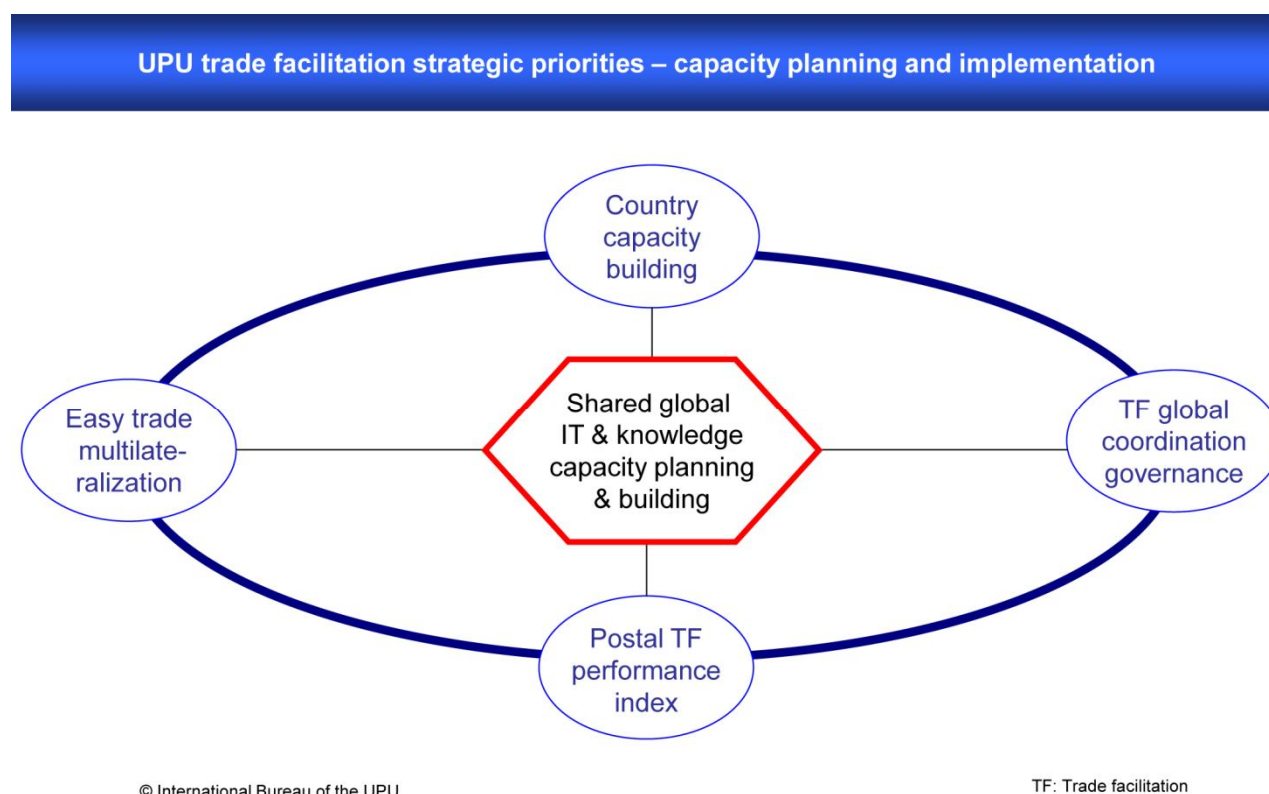 UPU trade facilitation strategic priorities – capacity planning and implementation
Country
capacity
building
Easy trade
multilate-
ralization
Shared global
IT & knowledge
capacity planning
& building
TF global
coordination
governance
Postal TF
performance
index
© International Bureau of the UPU
TF: Trade facilitation